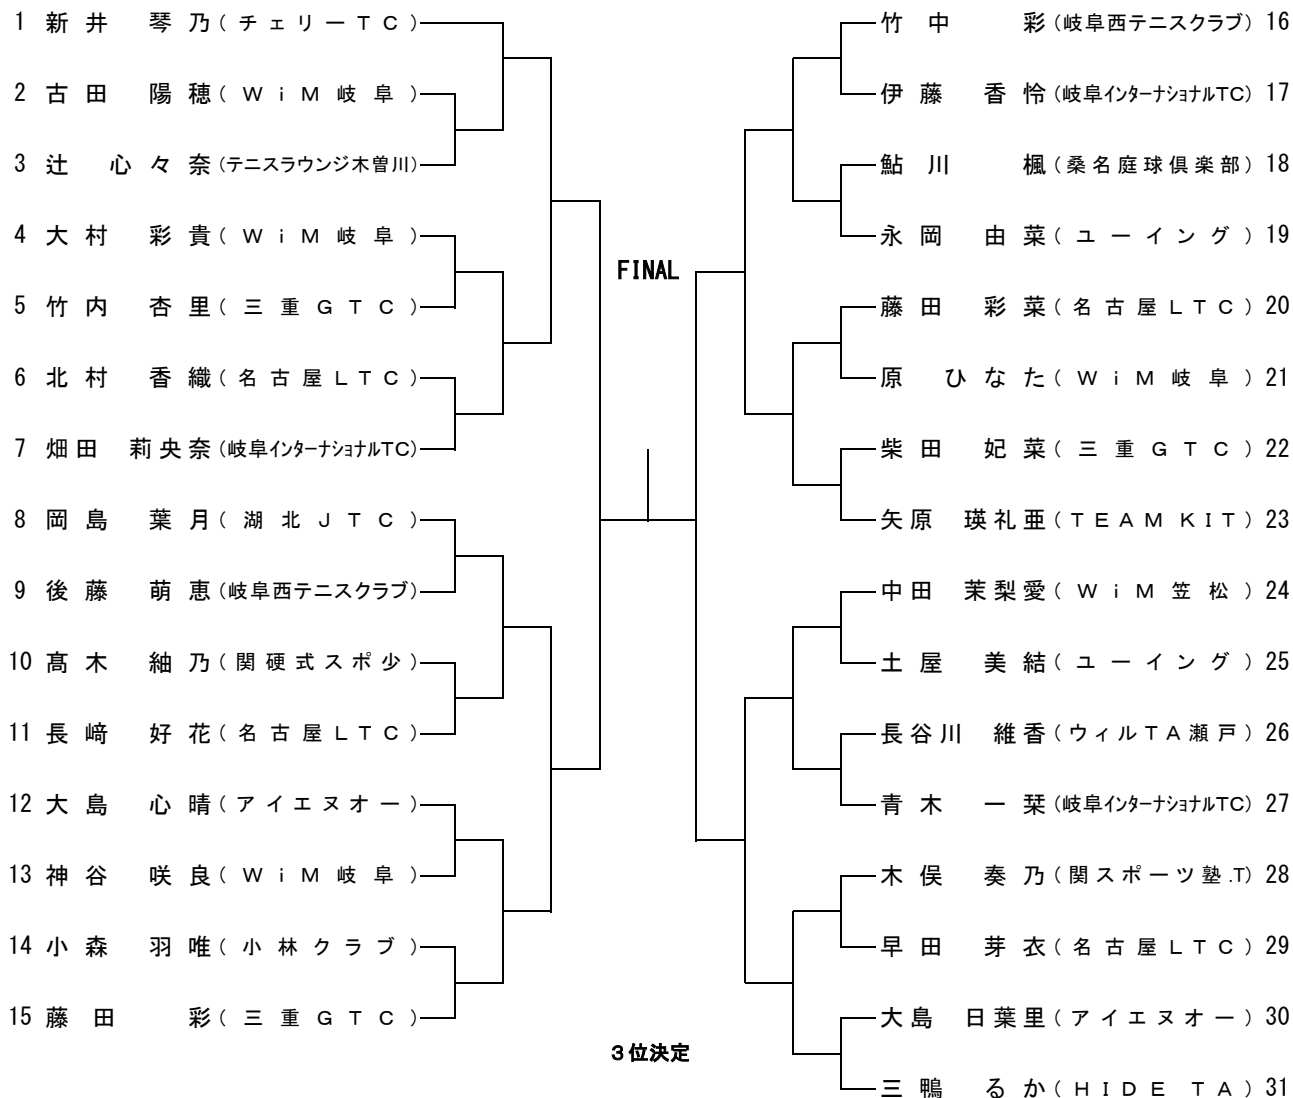 1 新井 琴乃(チェリーTC)
2 古田 陽穂(WiM岐阜)
3 辻 心々奈(テニスラウンジ木曽川)
4 大村 彩貴(WiM岐阜)
5 竹内 杏里(三重GTC)
6 北村 香織(名古屋LTC)
7 畑田 莉央奈(岐阜インターナショナルTC)
8 岡島 葉月(湖北JTC)
9 後藤 萌恵(岐阜西テニスクラブ)
10 髙木 紬乃(関硬式スポ少)
11 長﨑 好花(名古屋LTC)
12 大島 心晴(アイエヌオー)
13 神谷 咲良(WiM岐阜)
14 小森 羽唯(小林クラブ)
15 藤田 彩(三重GTC)
FINAL
3位決定
竹中 彩(岐阜西テニスクラブ) 16
伊藤 香怜(岐阜インターナショナルTC) 17
鮎川 楓(桑名庭球倶楽部) 18
永岡 由菜(ユーイング) 19
藤田 彩菜(名古屋LTC) 20
原 ひなた(WiM岐阜) 21
柴田 妃菜(三重GTC) 22
矢原 瑛礼亜(TEAM KIT) 23
中田 茉梨愛(WiM笠松) 24
土屋 美結(ユーイング) 25
長谷川 維香(ウィルTA瀬戸) 26
青木 一栞(岐阜インターナショナルTC) 27
木俣 奏乃(関スポーツ塾.T) 28
早田 芽衣(名古屋LTC) 29
大島 日葉里(アイエヌオー) 30
三鴨 るか(HIDE TA) 31